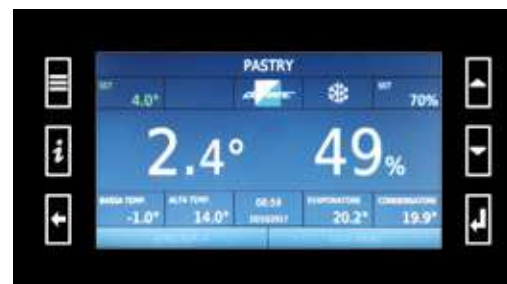 PASTRY
SET 4.0° SET 70%
2.4° 49%
BASSA TEMP. ALTA TEMP. 08:59 EVAPORATORE CONDENSATORE
-1.0° 14.0° 20.2° 19.9°